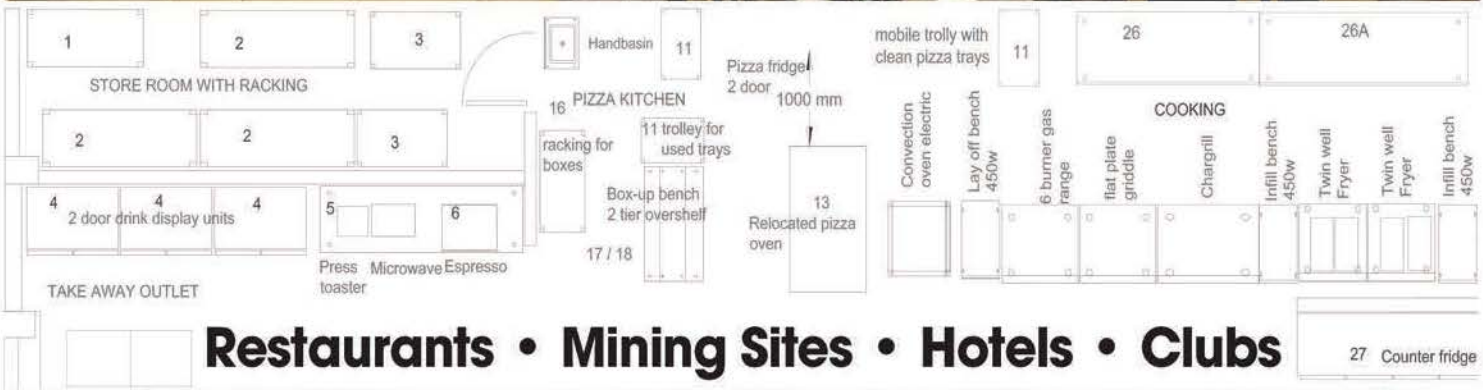 1
2
3
STORE ROOM WITH RACKING
2
2
3
4
4
4
2 door drink display units
5
6
Press
toaster
Microwave
Espresso
TAKE AWAY OUTLET
Handbasin
11
16
PIZZA KITCHEN
racking for
boxes
11 trolley for
used trays
Box-up bench
2 tier overshelf
17 / 18
Pizza fridge
2 door
1000 mm
13
Relocated pizza
oven
mobile trolly with
clean pizza trays
11
26
26A
COOKING
Convection
oven electric
Lay off bench
450w
6 burner gas
range
flat plate
griddle
Chargrill
Infill bench
450w
Twin well
Fryer
Twin well
Fryer
Infill bench
450w
Restaurants • Mining Sites • Hotels • Clubs
27 Counter fridge